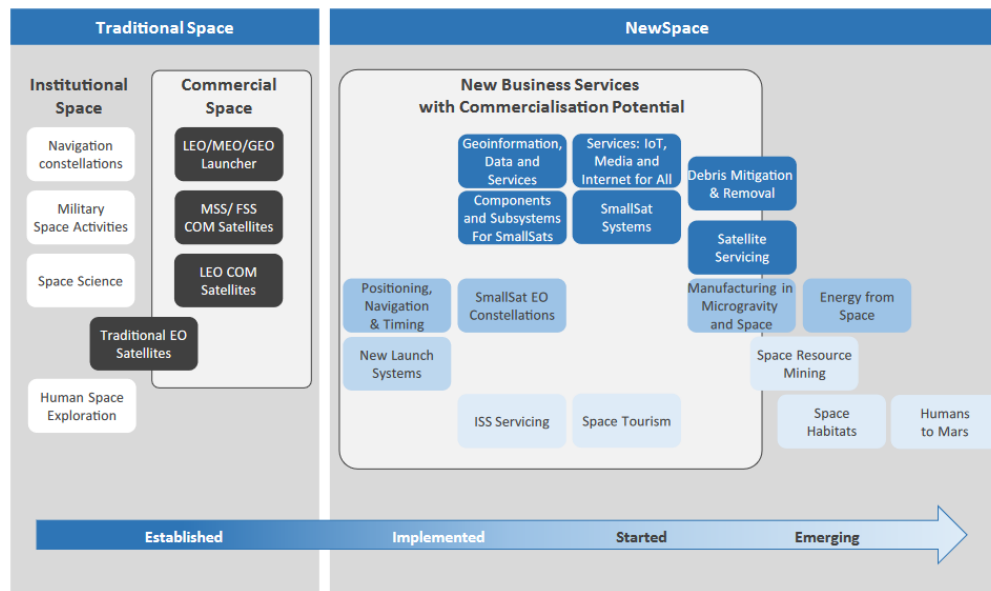 Traditional Space
NewSpace
Institutional
Space
Commercial
Space
New Business Services
with Commercialisation Potential
Navigation
constellations
LEO/MEO/GEO
Launcher
Geoinformation,
Data and
Services
Services: IoT,
Media and
Internet for All
Debris Mitigation
& Removal
Military
Space Activities
MSS/ FSS
COM Satellites
Components
and Subsystems
For SmallSats
SmallSat
Systems
Satellite
Servicing
Space Science
LEO COM
Satellites
Positioning,
Navigation
& Timing
SmallSat EO
Constellations
Manufacturing in
Microgravity
and Space
Energy from
Space
Traditional EO
Satellites
New Launch
Systems
Space Resource
Mining
Human Space
Exploration
ISS Servicing
Space Tourism
Space
Habitats
Humans
to Mars
Established
Implemented
Started
Emerging